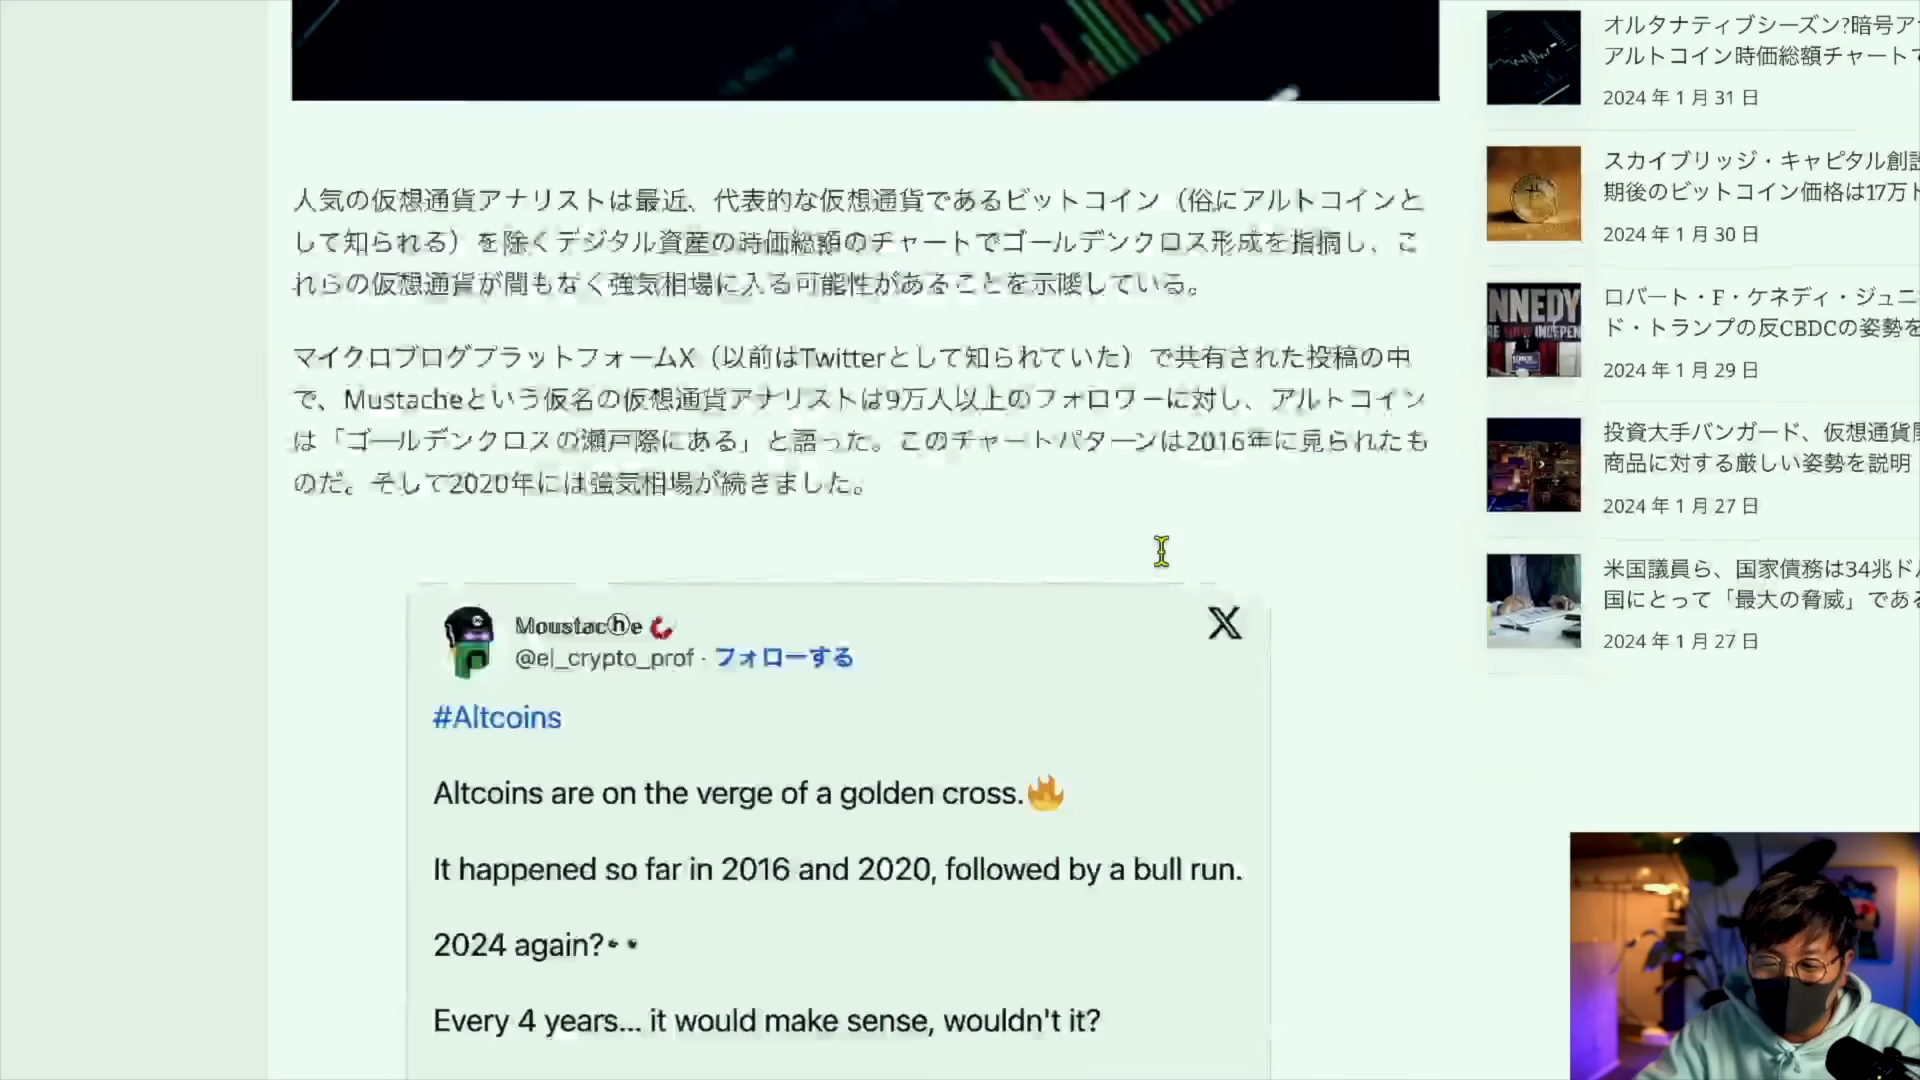 人気の仮想通貨アナリストは最近、代表的な仮想通貨であるビットコイン（俗にアルトコインと
して知られる）を除くデジタル資産の時価総額のチャートでゴールデンクロス形成を指摘し、こ
れらの仮想通貨が間もなく強気相場に入る可能性があることを示唆している。
マイクロブログプラットフォームX（以前はTwitterとして知られていた）で共有された投稿の中
で、Mustacheという仮名の仮想通貨アナリストは9万人以上のフォロワーに対し、アルトコイン
は「ゴールデンクロスの瀬戸際にある」と語った。このチャートパターンは2016年に見られたも
のだ。そして2020年には強気相場が続きました。
Moustacⓗe
@el_crypto_prof · フォローする
#Altcoins
Altcoins are on the verge of a golden cross.🔥
It happened so far in 2016 and 2020, followed by a bull run.
2024 again?👀
Every 4 years... it would make sense, wouldn't it?
オルタナティブシーズン?暗号ア
アルトコイン時価総額チャートで
2024 年 1 月 31 日
スカイブリッジ・キャピタル創設
期後のビットコイン価格は17万ド
2024 年 1 月 30 日
NNEDY
INDEPEN
ロバート・F・ケネディ・ジュニ
ド・トランプの反CBDCの姿勢を
2024 年 1 月 29 日
投資大手バンガード、仮想通貨関
商品に対する厳しい姿勢を説明
2024 年 1 月 27 日
米国議員ら、国家債務は34兆ドル
国にとって「最大の脅威」である
2024 年 1 月 27 日